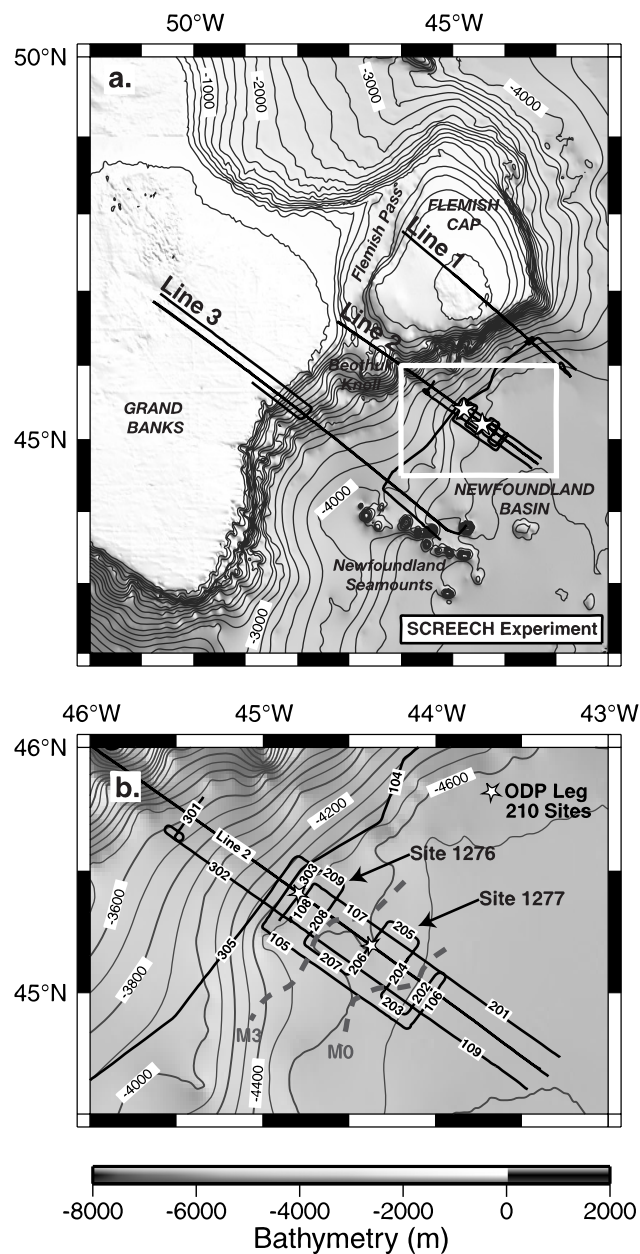 50°W
45°W
50°N
a.
-1000
-2000
-3000
-4000
Flemish Pass
FLEMISH
CAP
Line 1
Line 2
Line 3
Beothuk
Knoll
GRAND
BANKS
45°N
-4000
NEWFOUNDLAND
BASIN
Newfoundland
Seamounts
-3000
SCREECH Experiment
46°W
45°W
44°W
43°W
46°N
b.
104
-4600
ODP Leg
210 Sites
-4200
301
Line 2
302
303
209
Site 1276
-3600
108
208
107
Site 1277
205
305
105
207
206
204
-3800
45°N
202
106
203
201
M3
M0
109
-4000
-4400
-8000
-6000
-4000
-2000
0
2000
Bathymetry (m)